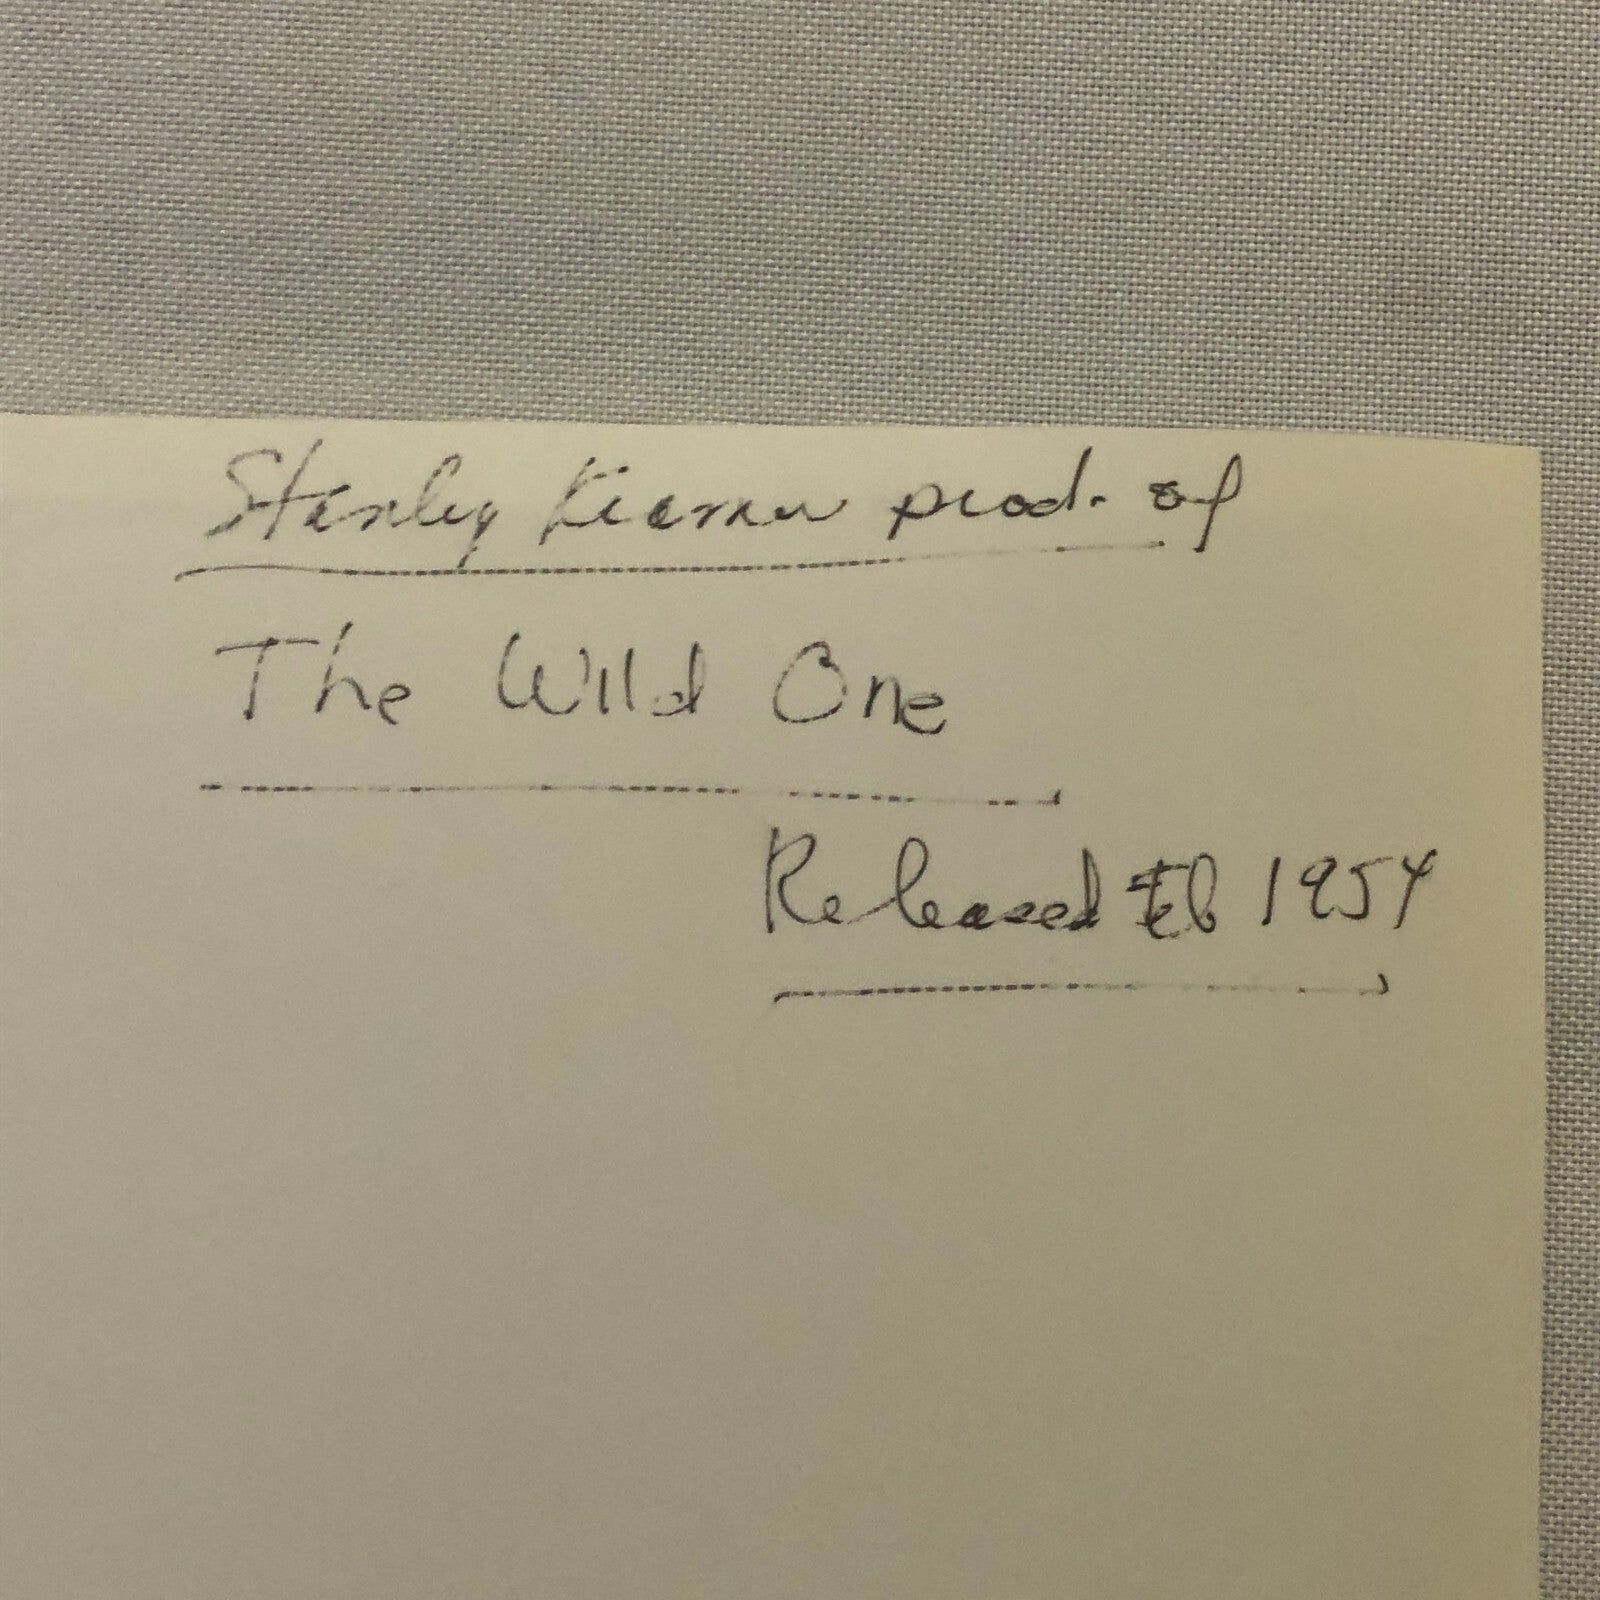 Stanley Kramer prod. of
The Wild One
Released Feb 1954